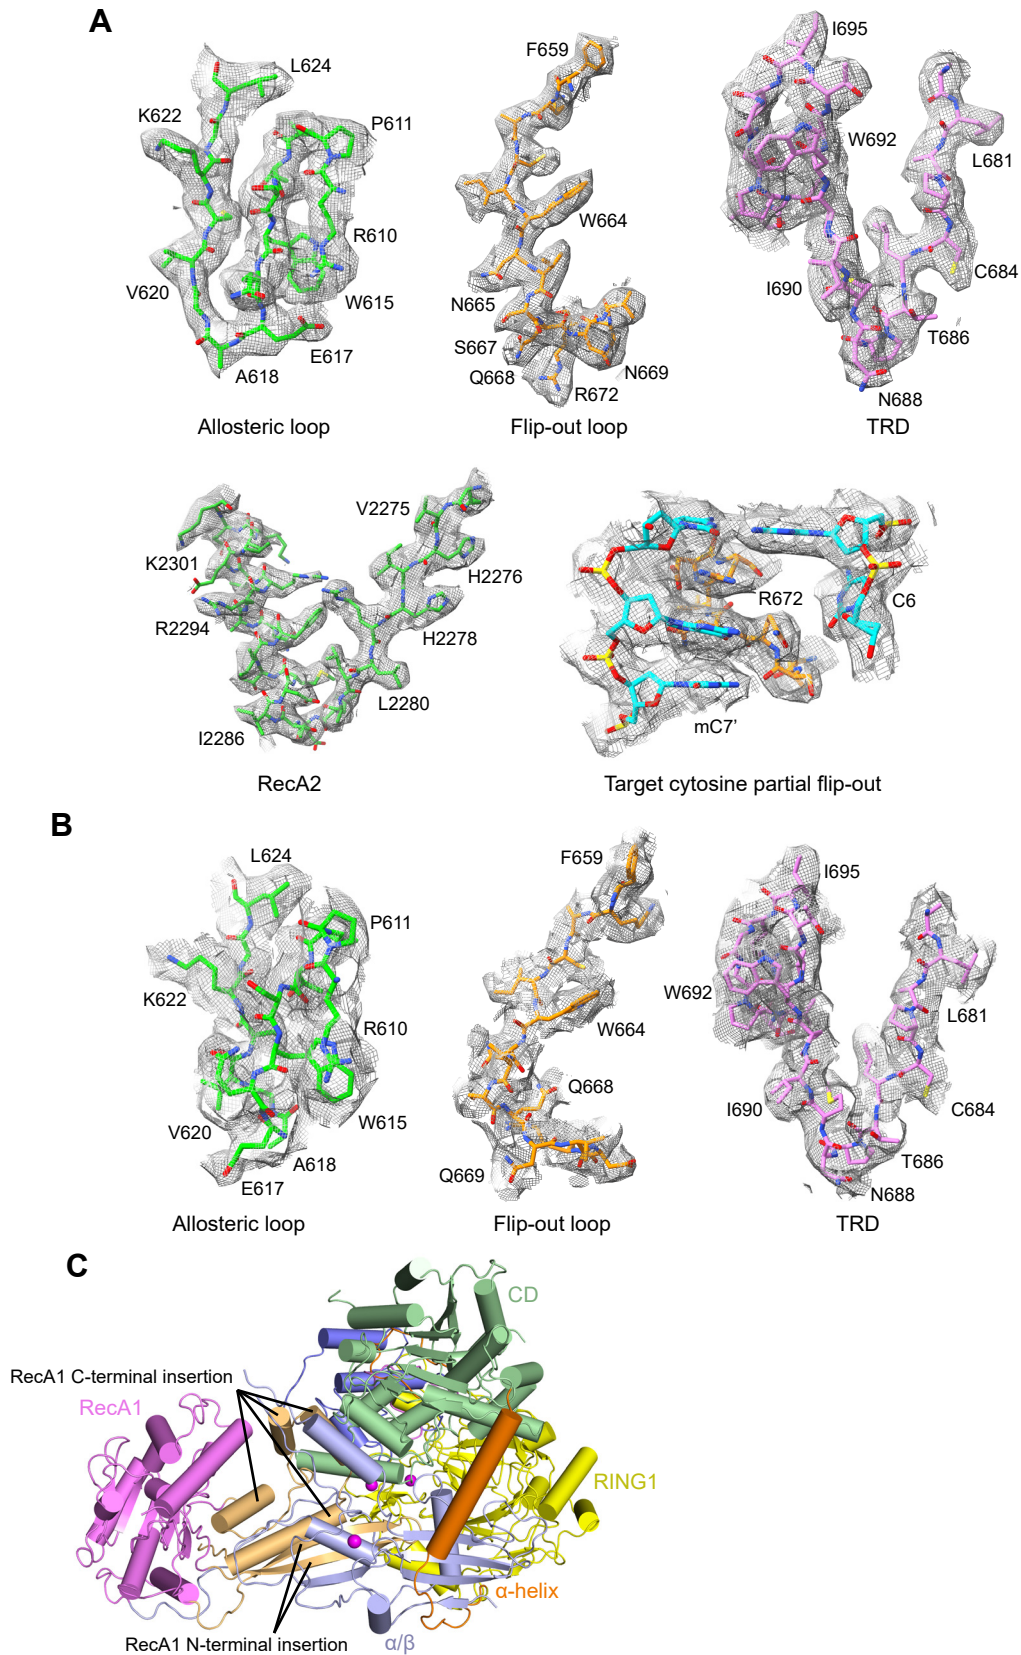 A
L624
K622
P611
R610
V620
W615
E617
A618
Allosteric loop
F659
W664
N665
S667
Q668
N669
R672
Flip-out loop
I695
W692
L681
I690
C684
T686
N688
TRD
V2275
K2301
H2276
R2294
H2278
L2280
I2286
RecA2
R672
C6
mC7'
Target cytosine partial flip-out
B
L624
P611
K622
R610
V620
W615
A618
E617
Allosteric loop
F659
W664
Q668
Q669
Flip-out loop
I695
W692
L681
I690
C684
T686
N688
TRD
C
CD
RecA1 C-terminal insertion
RecA1
RING1
α-helix
RecA1 N-terminal insertion
α/β